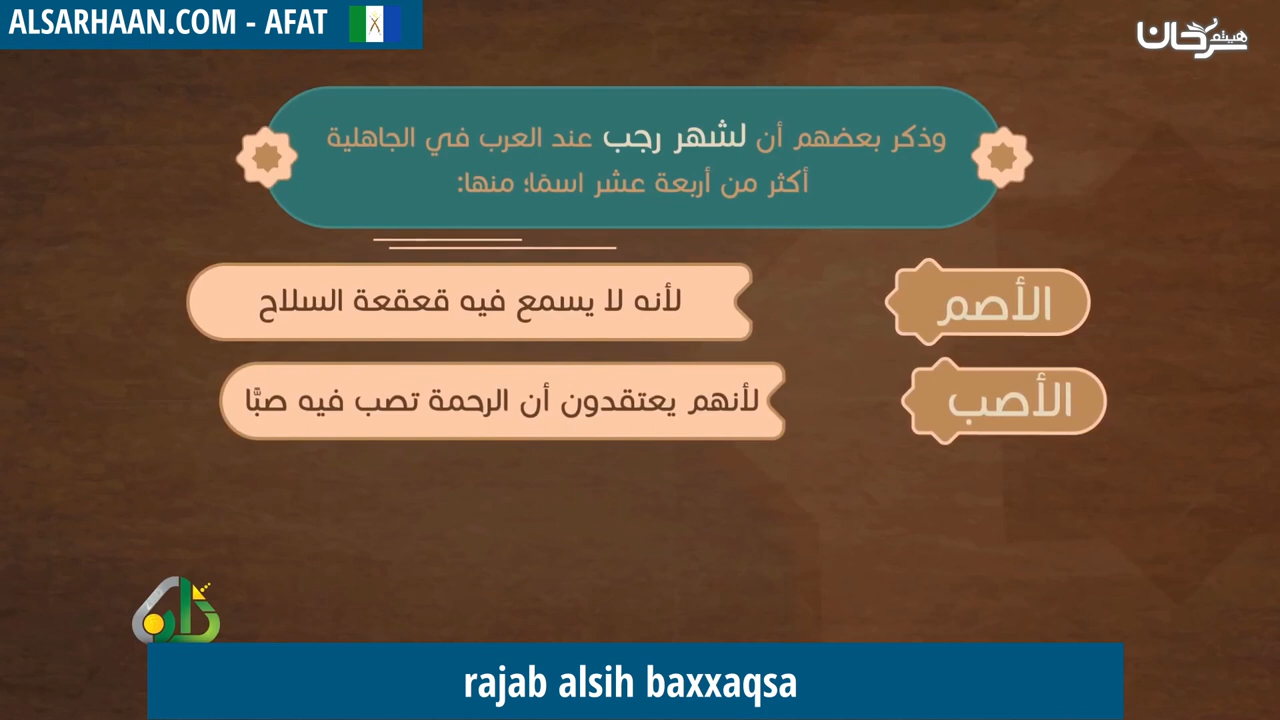 ALSARHAAN.COM - AFAT
هيثم سرحان
وذكر بعضهم أن لشهر رجب عند العرب في الجاهلية
أكثر من أربعة عشر اسمًا؛ منها:
الأصم
لأنه لا يسمع فيه قعقعة السلاح
الأصب
لأنهم يعتقدون أن الرحمة تصب فيه صبًّا
rajab alsih baxxaqsa